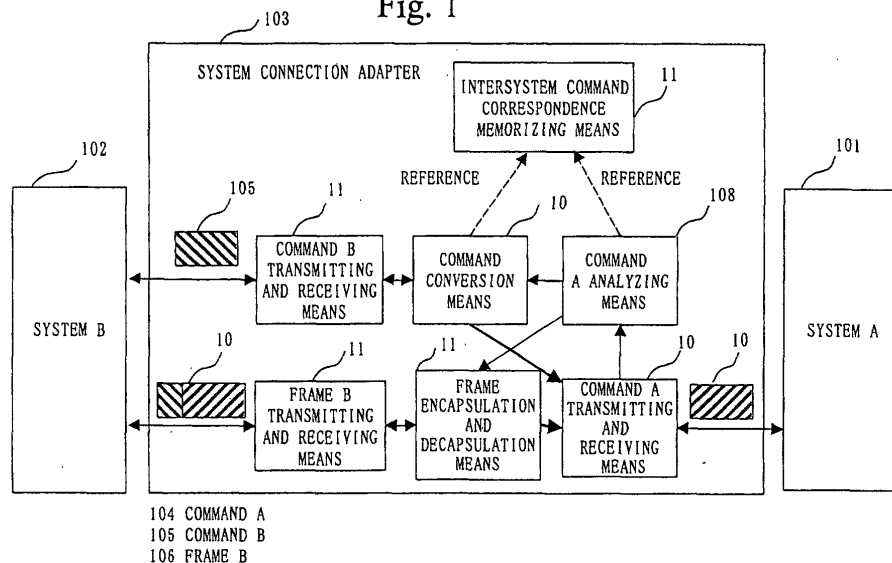 Fig. 1
103
SYSTEM CONNECTION ADAPTER
INTERSYSTEM COMMAND
CORRESPONDENCE
MEMORIZING MEANS
11
102
101
105
REFERENCE
REFERENCE
11
10
108
COMMAND B
TRANSMITTING
AND RECEIVING
MEANS
COMMAND
CONVERSION
MEANS
COMMAND
A ANALYZING
MEANS
SYSTEM B
SYSTEM A
10
11
11
10
10
FRAME B
TRANSMITTING
AND RECEIVING
MEANS
FRAME
ENCAPSULATION
AND
DECAPSULATION
MEANS
COMMAND A
TRANSMITTING
AND
RECEIVING
MEANS
104 COMMAND A
105 COMMAND B
106 FRAME B